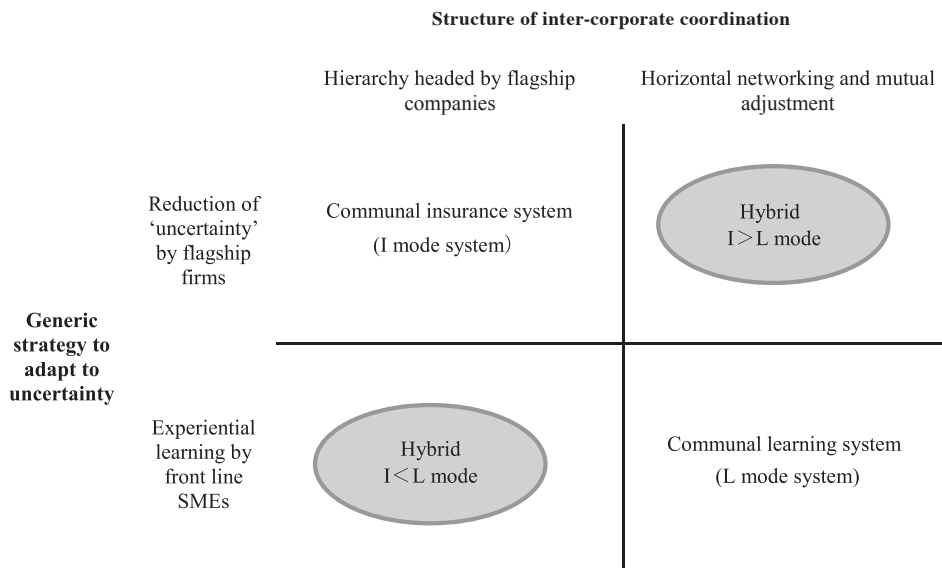 Structure of inter-corporate coordination
Hierarchy headed by flagship
companies
Horizontal networking and mutual
adjustment
Reduction of
‘uncertainty’
by flagship
firms
Communal insurance system
(I mode system)
Hybrid
I＞L mode
Generic
strategy to
adapt to
uncertainty
Experiential
learning by
front line
SMEs
Hybrid
I＜L mode
Communal learning system
(L mode system)